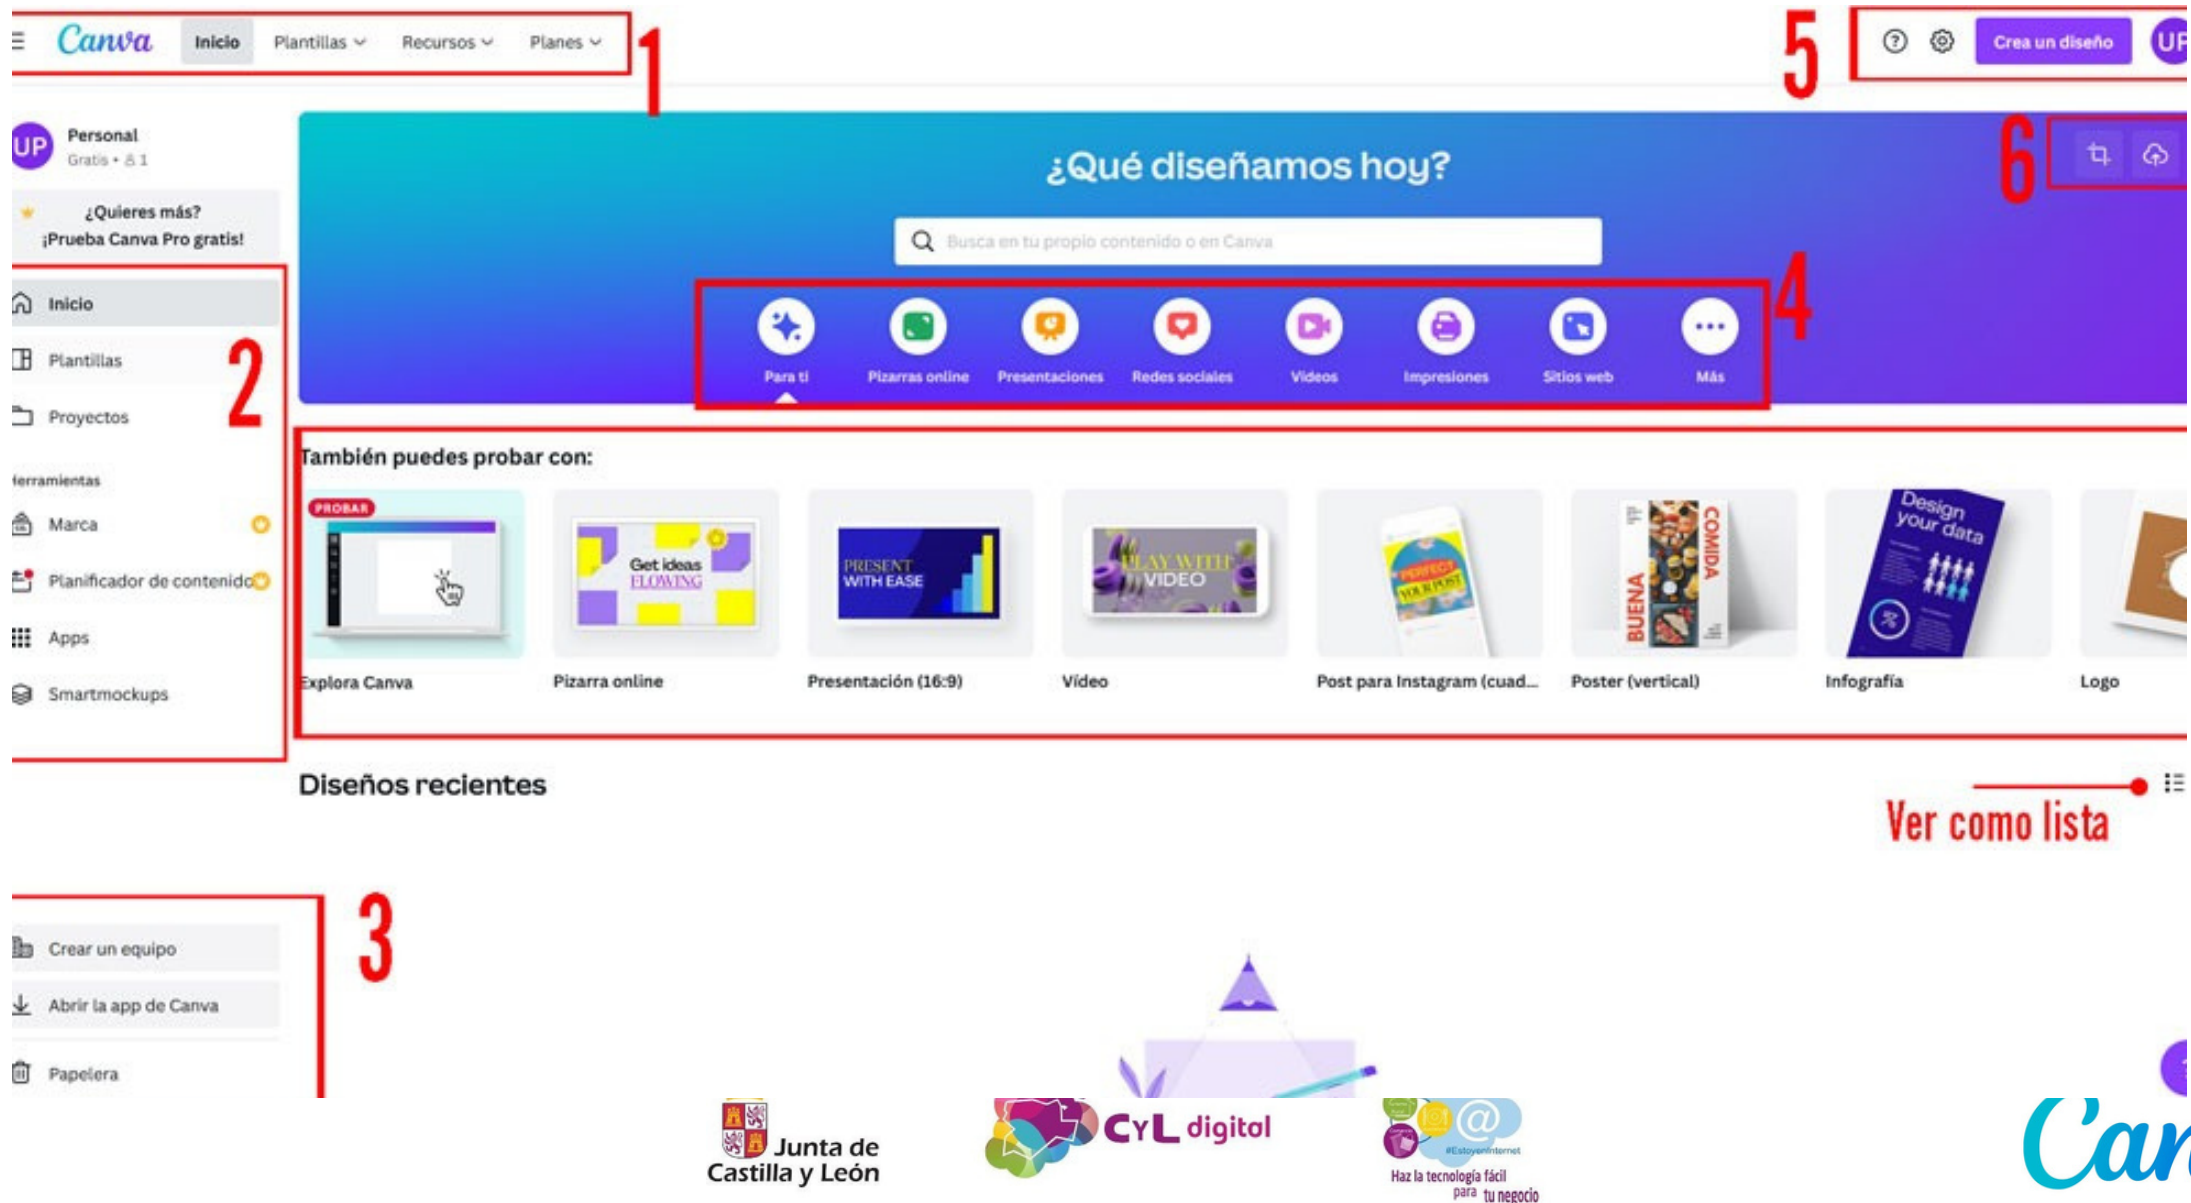 Canva Inicio Plantillas Recursos Planes 1
5 Crea un diseño UP
UP Personal
Gratis • 1
¿Quieres más?
¡Prueba Canva Pro gratis!
2
Inicio
Plantillas
Proyectos
Herramientas
Marca
Planificador de contenido
Apps
Smartmockups
6
¿Qué diseñamos hoy?
Busca en tu propio contenido o en Canva
4
Para ti Pizarras online Presentaciones Redes sociales Vídeos Impresiones Sitios web Más
También puedes probar con:
PROBAR
Get ideas
FLOWING
PRESENT
WITH EASE
PLAY WITH
VIDEO
PERFECT
YOUR POST
BUENA
COMIDA
Design
your data
Explora Canva Pizarra online Presentación (16:9) Vídeo Post para Instagram (cuad... Poster (vertical) Infografía Logo
Diseños recientes
Ver como lista
3
Crear un equipo
Abrir la app de Canva
Papelera
Junta de
Castilla y León
CYL digital
@
#EstoyenInternet
Haz la tecnología fácil
para tu negocio
Can